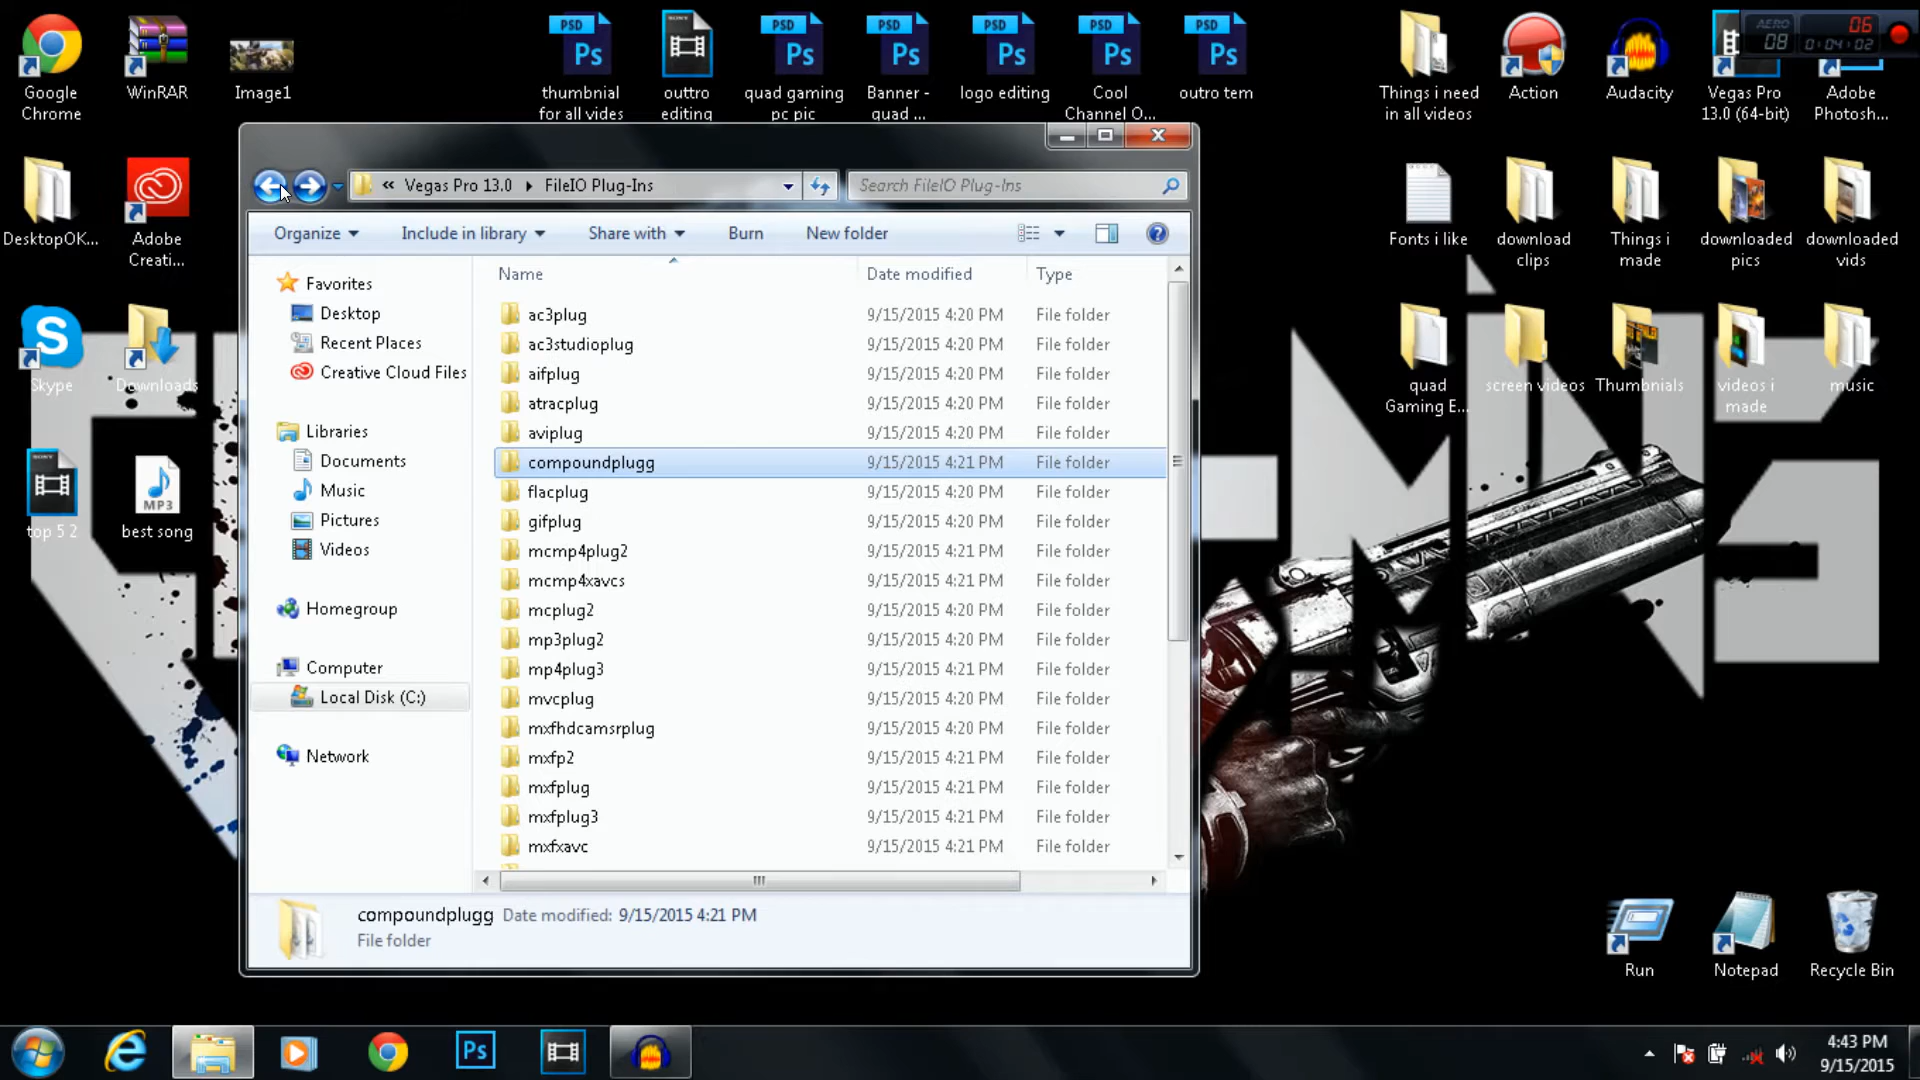 Google
Chrome
WinRAR
Image1
PSD
Ps
thumbnial
for all vides
SONY
outtro
editing
PSD
Ps
quad gaming
pc pic
PSD
Ps
Banner -
quad ...
PSD
Ps
logo editing
PSD
Ps
Cool
Channel O...
PSD
Ps
outro tem
Things i need
in all videos
Action
Audacity
Vegas Pro
13.0 (64-bit)
Adobe
Photosh...
AERO
08
06
0:04:02
DesktopOK...
Adobe
Creati...
Fonts i like
download
clips
Things i
made
downloaded
pics
downloaded
vids
Skype
Downloads
quad
Gaming E...
screen videos
Thumbnials
videos i
made
music
SONY
top 5 2
MP3
best song
« Vegas Pro 13.0 ▸ FileIO Plug-Ins
Search FileIO Plug-Ins
Organize
Include in library
Share with
Burn
New folder
Favorites
Desktop
Recent Places
Creative Cloud Files
Libraries
Documents
Music
Pictures
Videos
Homegroup
Computer
Local Disk (C:)
Network
Name Date modified Type
ac3plug 9/15/2015 4:20 PM File folder
ac3studioplug 9/15/2015 4:20 PM File folder
aifplug 9/15/2015 4:20 PM File folder
atracplug 9/15/2015 4:20 PM File folder
aviplug 9/15/2015 4:20 PM File folder
compoundplugg 9/15/2015 4:21 PM File folder
flacplug 9/15/2015 4:20 PM File folder
gifplug 9/15/2015 4:20 PM File folder
mcmp4plug2 9/15/2015 4:21 PM File folder
mcmp4xavcs 9/15/2015 4:21 PM File folder
mcplug2 9/15/2015 4:20 PM File folder
mp3plug2 9/15/2015 4:20 PM File folder
mp4plug3 9/15/2015 4:21 PM File folder
mvcplug 9/15/2015 4:21 PM File folder
mxfhdcamsrplug 9/15/2015 4:21 PM File folder
mxfp2 9/15/2015 4:21 PM File folder
mxfplug 9/15/2015 4:21 PM File folder
mxfplug3 9/15/2015 4:21 PM File folder
mxfxavc 9/15/2015 4:21 PM File folder
compoundplugg Date modified: 9/15/2015 4:21 PM
File folder
Run
Notepad
Recycle Bin
Ps
4:43 PM
9/15/2015